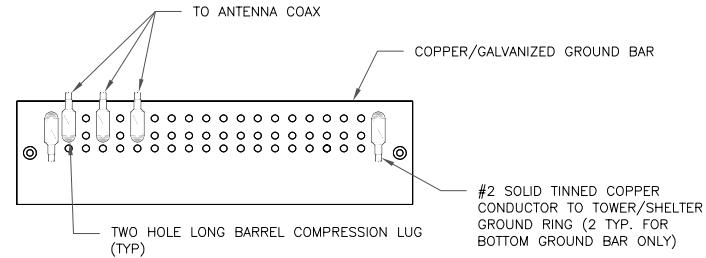 TO ANTENNA COAX
COPPER/GALVANIZED GROUND BAR
#2 SOLID TINNED COPPER
CONDUCTOR TO TOWER/SHELTER
GROUND RING (2 TYP. FOR
BOTTOM GROUND BAR ONLY)
TWO HOLE LONG BARREL COMPRESSION LUG
(TYP)